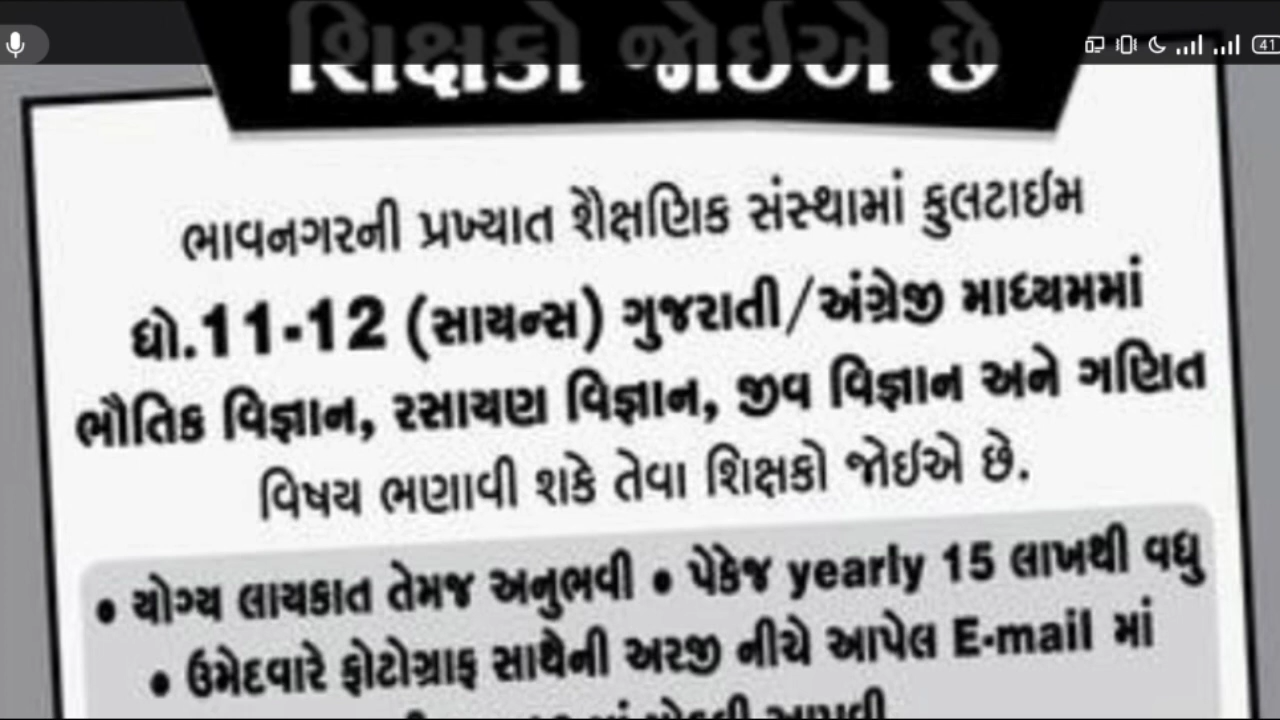 શિક્ષકો જોઈએ છે
41
ભાવનગરની પ્રખ્યાત શૈક્ષણિક સંસ્થામાં ફુલટાઈમ
ધો.11-12 (સાયન્સ) ગુજરાતી/અંગ્રેજી માધ્યમમાં
ભૌતિક વિજ્ઞાન, રસાયણ વિજ્ઞાન, જીવ વિજ્ઞાન અને ગણિત
વિષય ભણાવી શકે તેવા શિક્ષકો જોઈએ છે.
• યોગ્ય લાયકાત તેમજ અનુભવી • પેકેજ yearly 15 લાખથી વધુ
• ઉમેદવારે ફોટોગ્રાફ સાથેની અરજી નીચે આપેલ E-mail માં